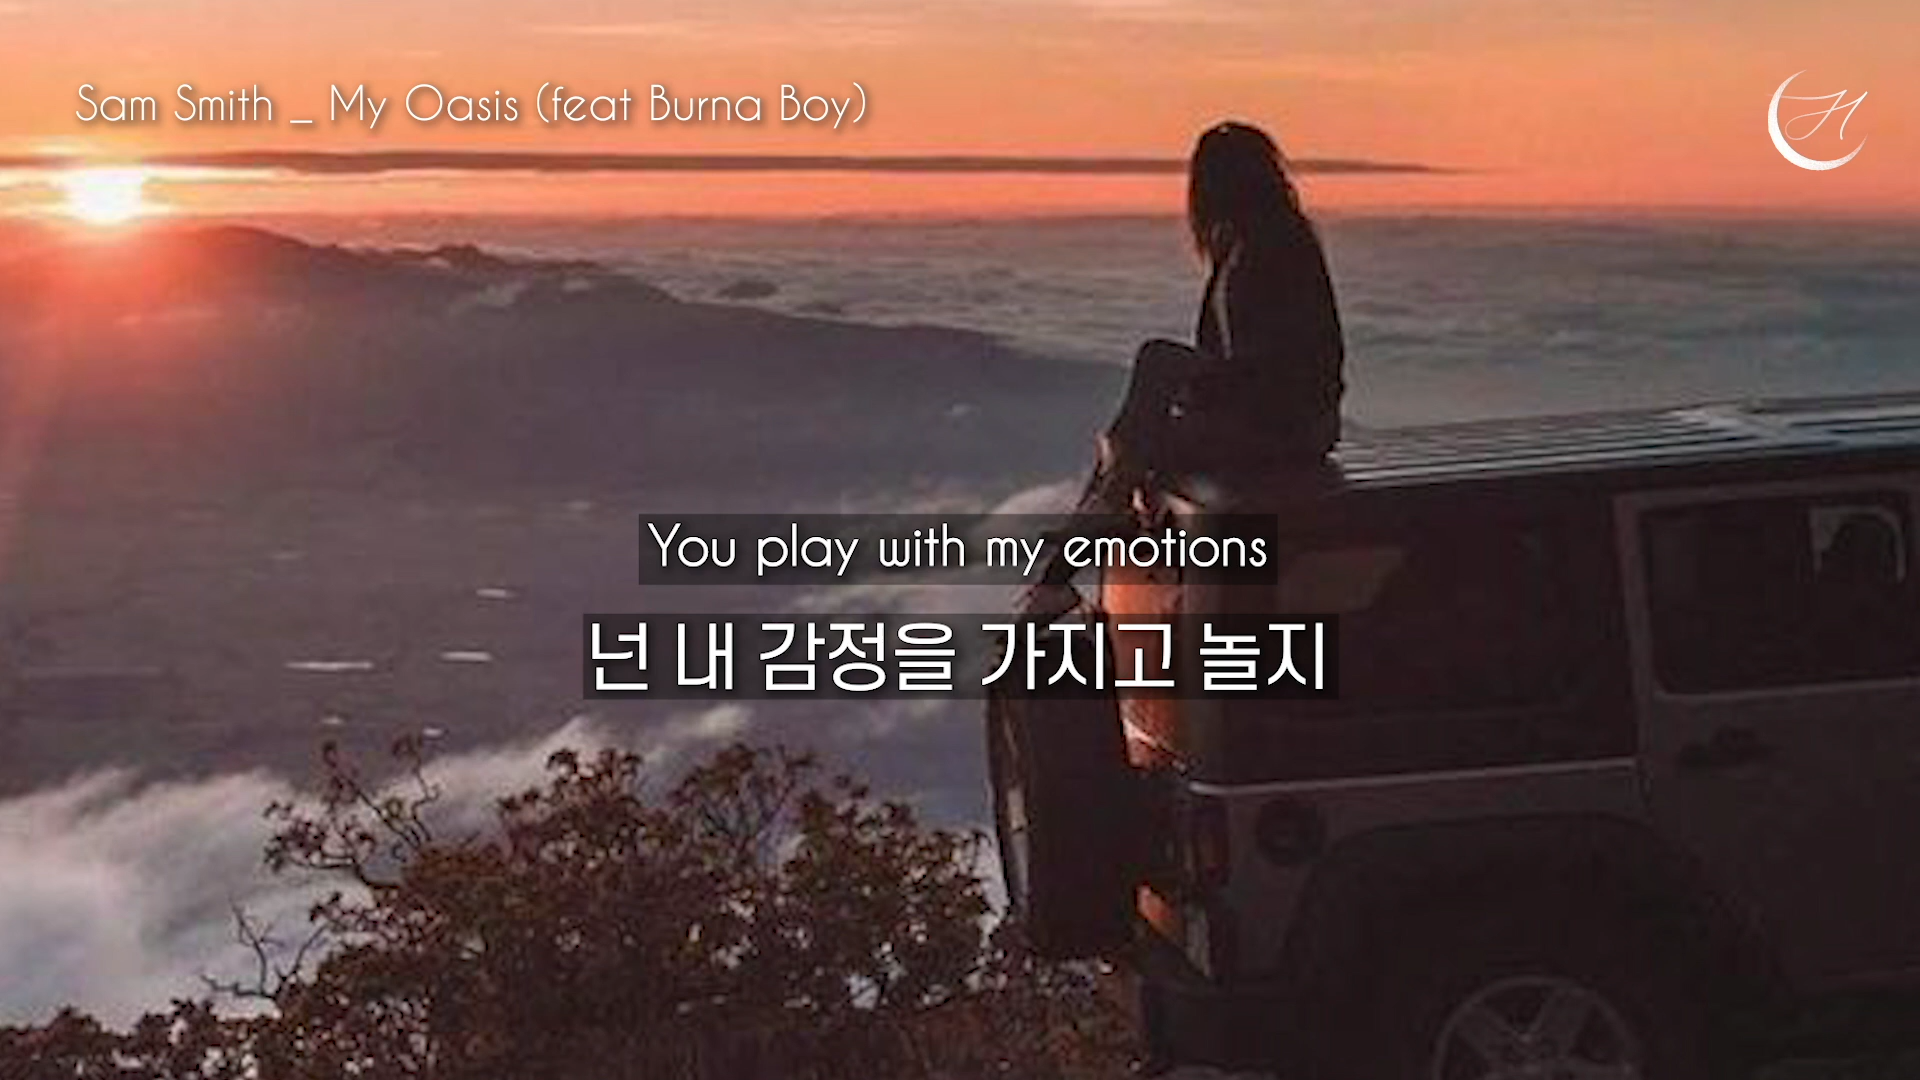 Sam Smith _ My Oasis (feat Burna Boy)
H
You play with my emotions
넌 내 감정을 가지고 놀지